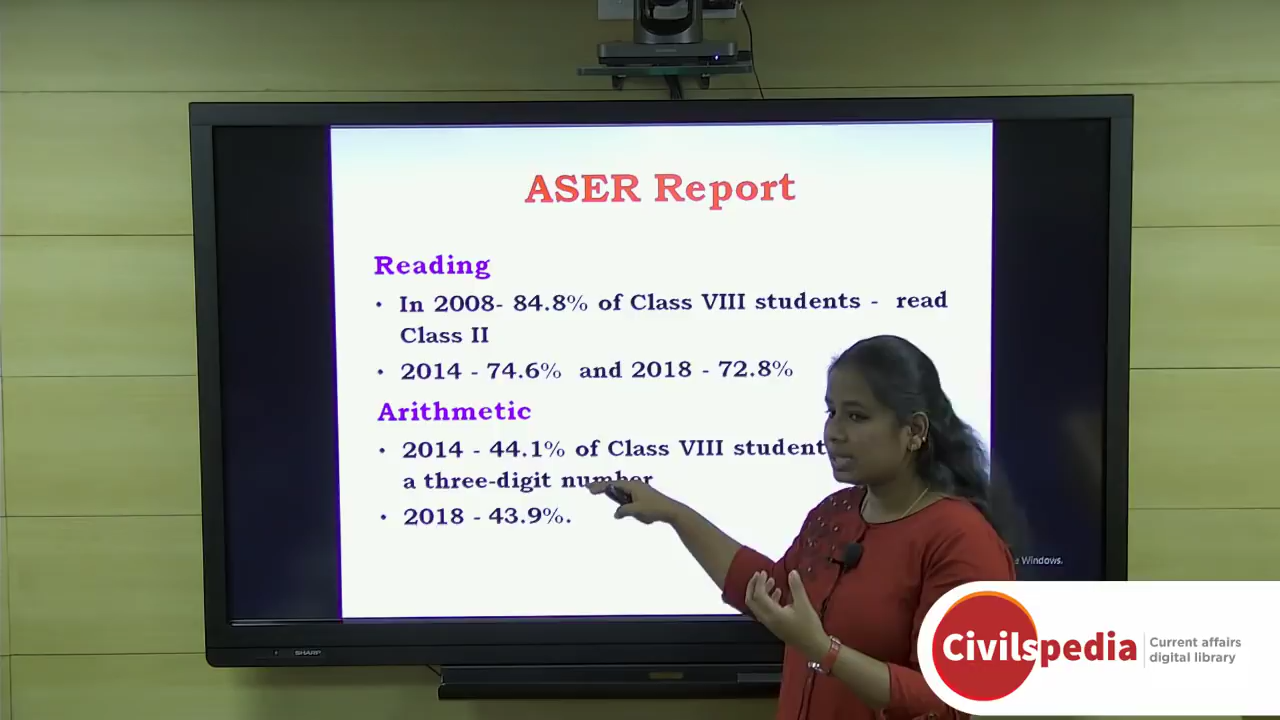 ASER Report
Reading
• In 2008- 84.8% of Class VIII students - read
Class II
• 2014 - 74.6% and 2018 - 72.8%
Arithmetic
• 2014 - 44.1% of Class VIII student
a three-digit number
• 2018 - 43.9%.
Windows.
SHARP
Civilspedia
Current affairs
digital library